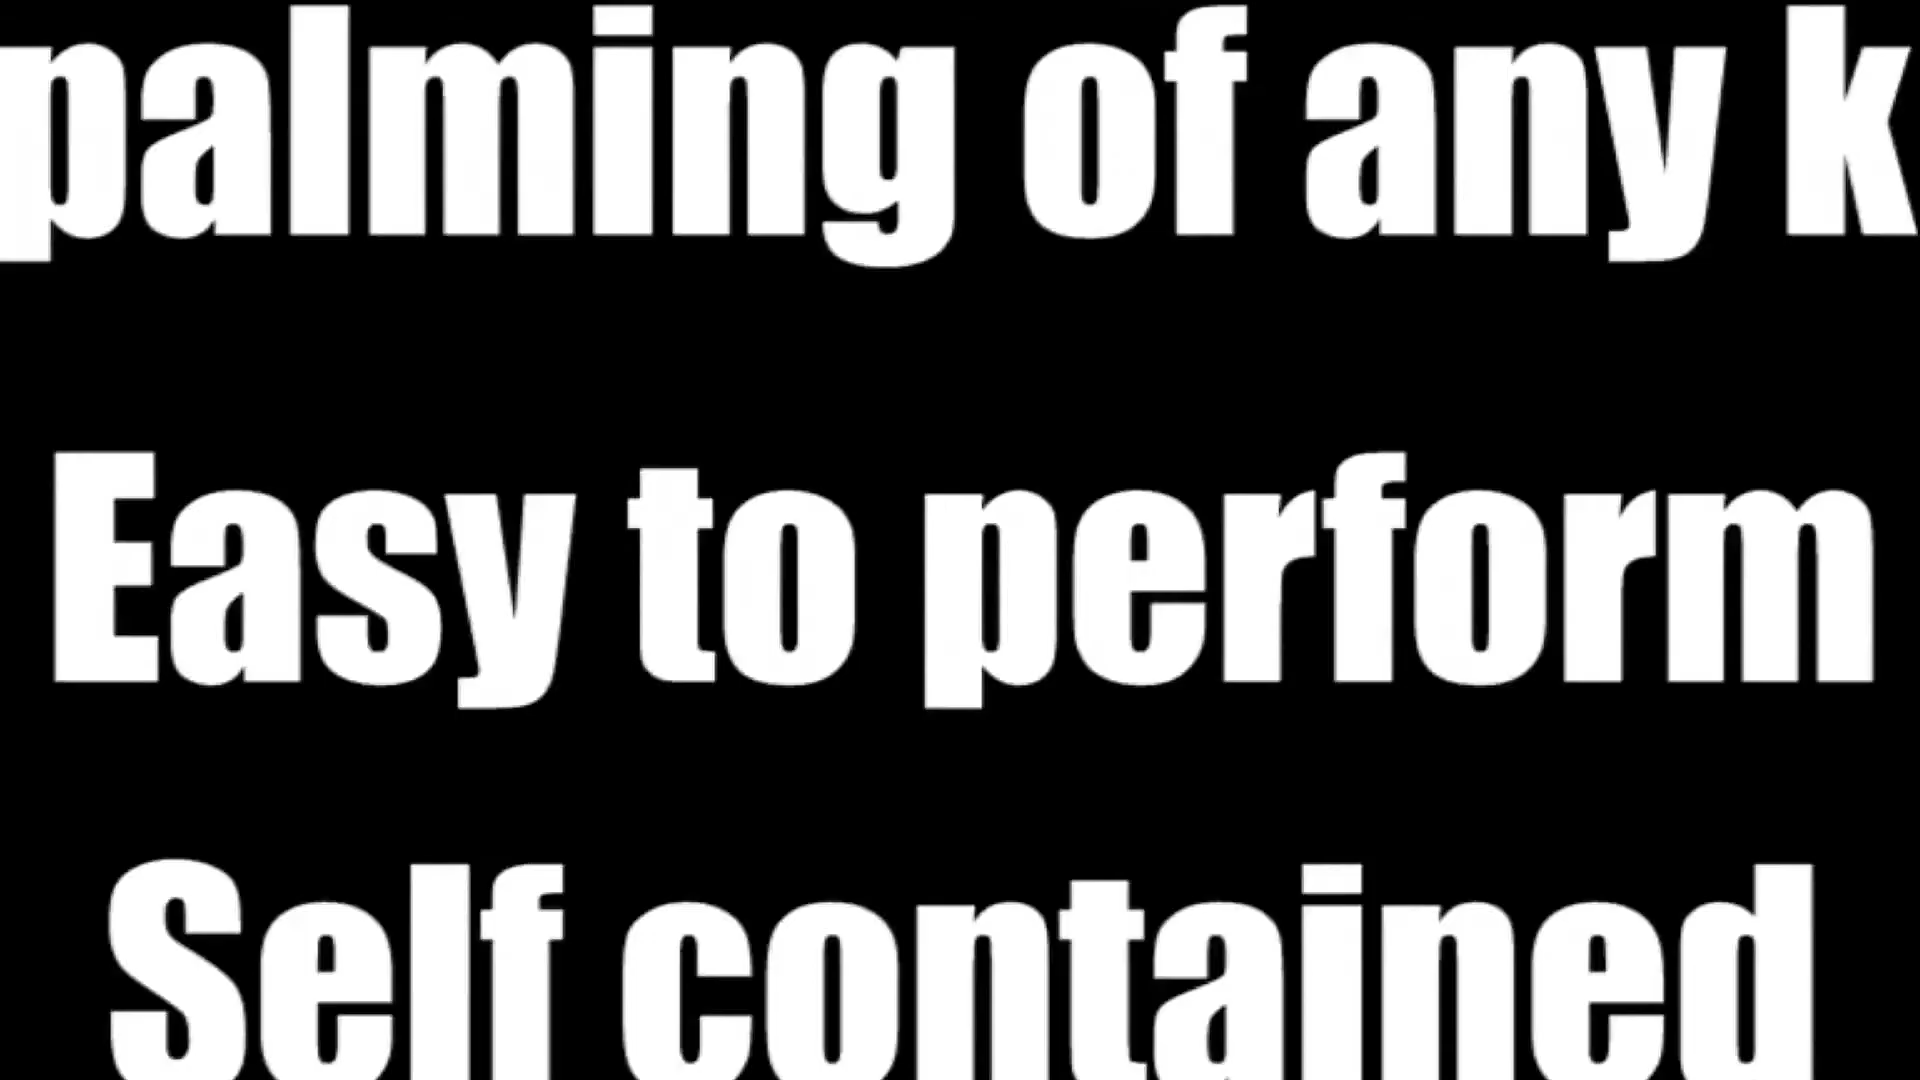 palming of any k
Easy to perform
Self contained